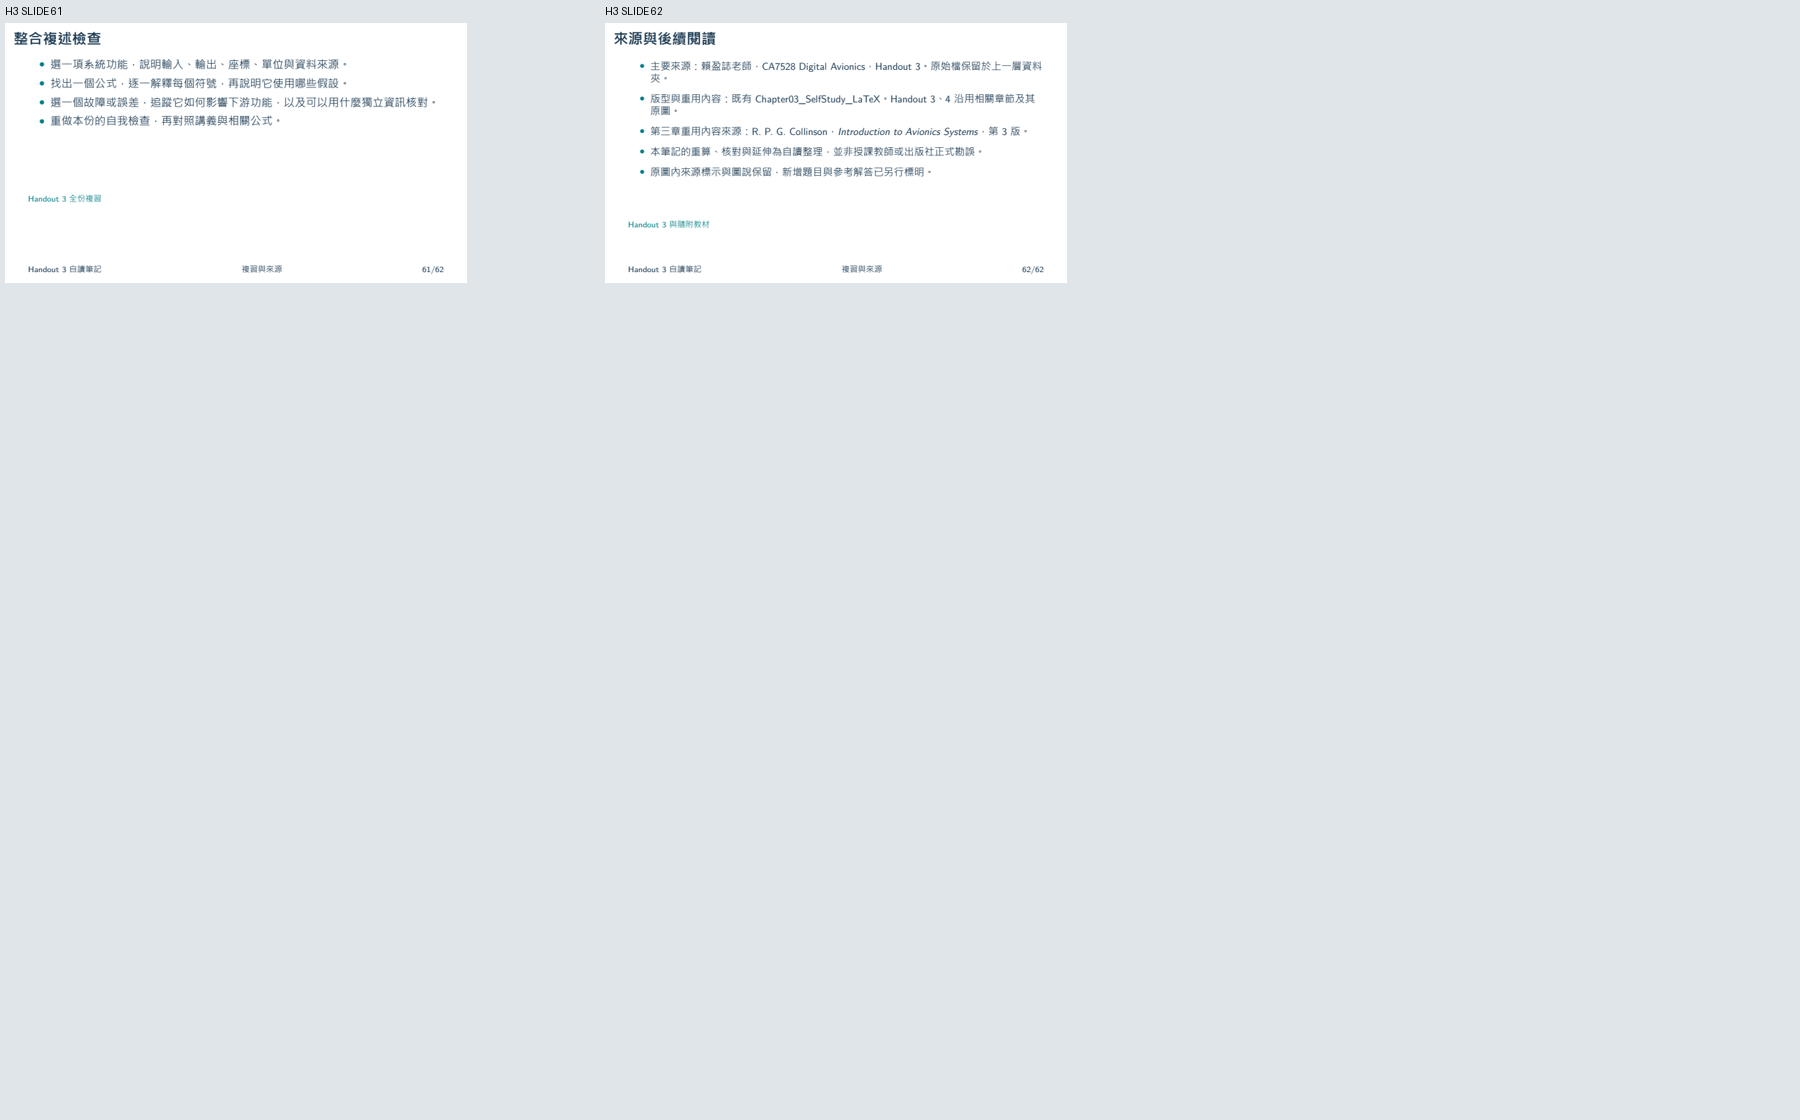 H3 SLIDE 61
整合複述檢查
選一項系統功能，說明輸入、輸出、座標、單位與資料來源。
找出一個公式，逐一解釋每個符號，再說明它使用哪些假設。
選一個故障或誤差，追蹤它如何影響下游功能，以及可以用什麼獨立資訊核對。
重做本份的自我檢查，再對照講義與相關公式。
Handout 3 全份複習
Handout 3 自讀筆記
複習與來源
61/62
H3 SLIDE 62
來源與後續閱讀
主要來源：賴盈誌老師，CA7528 Digital Avionics，Handout 3。原始檔保留於上一層資料
夾。
版型與重用內容：既有 Chapter03_SelfStudy_LaTeX。Handout 3、4 沿用相關章節及其
原圖。
第三章重用內容來源：R. P. G. Collinson，Introduction to Avionics Systems，第 3 版。
本筆記的重算、核對與延伸為自讀整理，並非授課教師或出版社正式勘誤。
原圖內來源標示與圖說保留，新增題目與參考解答已另行標明。
Handout 3 與隨附教材
Handout 3 自讀筆記
複習與來源
62/62